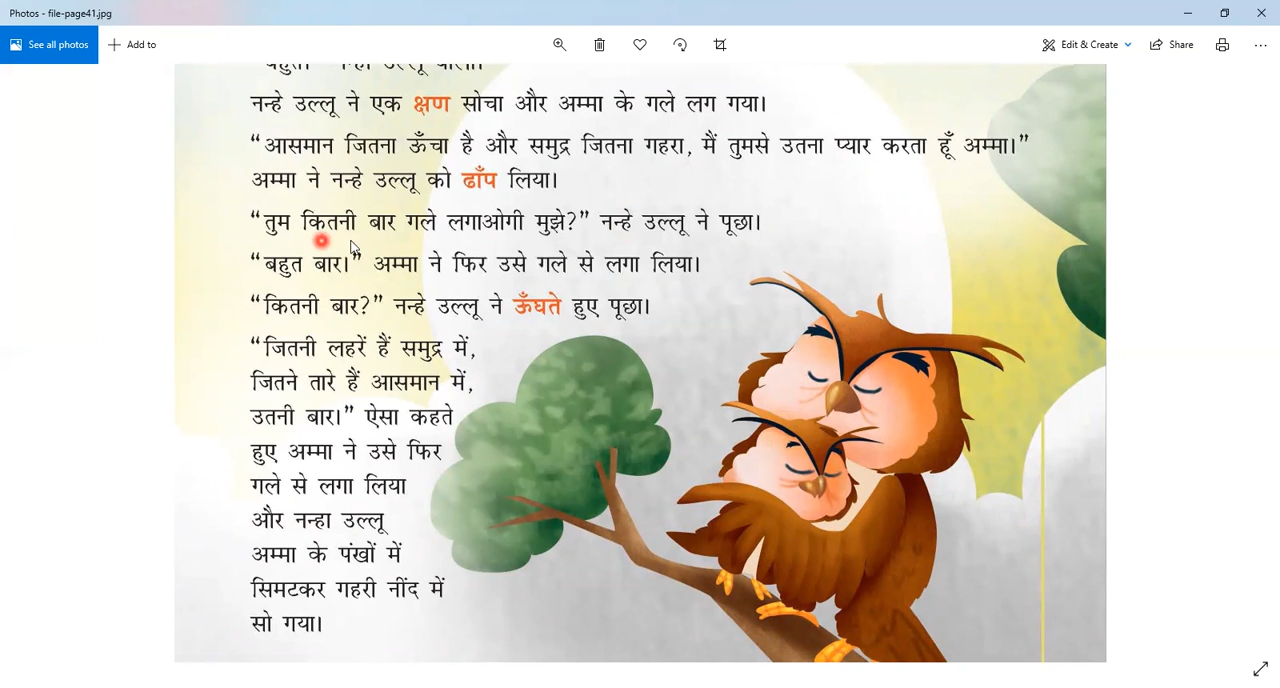 Photos - file-page41.jpg
See all photos
Add to
Edit & Create
Share
नन्हे उल्लू ने एक क्षण सोचा और अम्मा के गले लग गया।
“आसमान जितना ऊँचा है और समुद्र जितना गहरा, मैं तुमसे उतना प्यार करता हूँ अम्मा।”
अम्मा ने नन्हे उल्लू को ढाँप लिया।
“तुम कितनी बार गले लगाओगी मुझे?” नन्हे उल्लू ने पूछा।
“बहुत बार।” अम्मा ने फिर उसे गले से लगा लिया।
“कितनी बार?” नन्हे उल्लू ने ऊँघते हुए पूछा।
“जितनी लहरें हैं समुद्र में,
जितने तारे हैं आसमान में,
उतनी बार।” ऐसा कहते
हुए अम्मा ने उसे फिर
गले से लगा लिया
और नन्हा उल्लू
अम्मा के पंखों में
सिमटकर गहरी नींद में
सो गया।